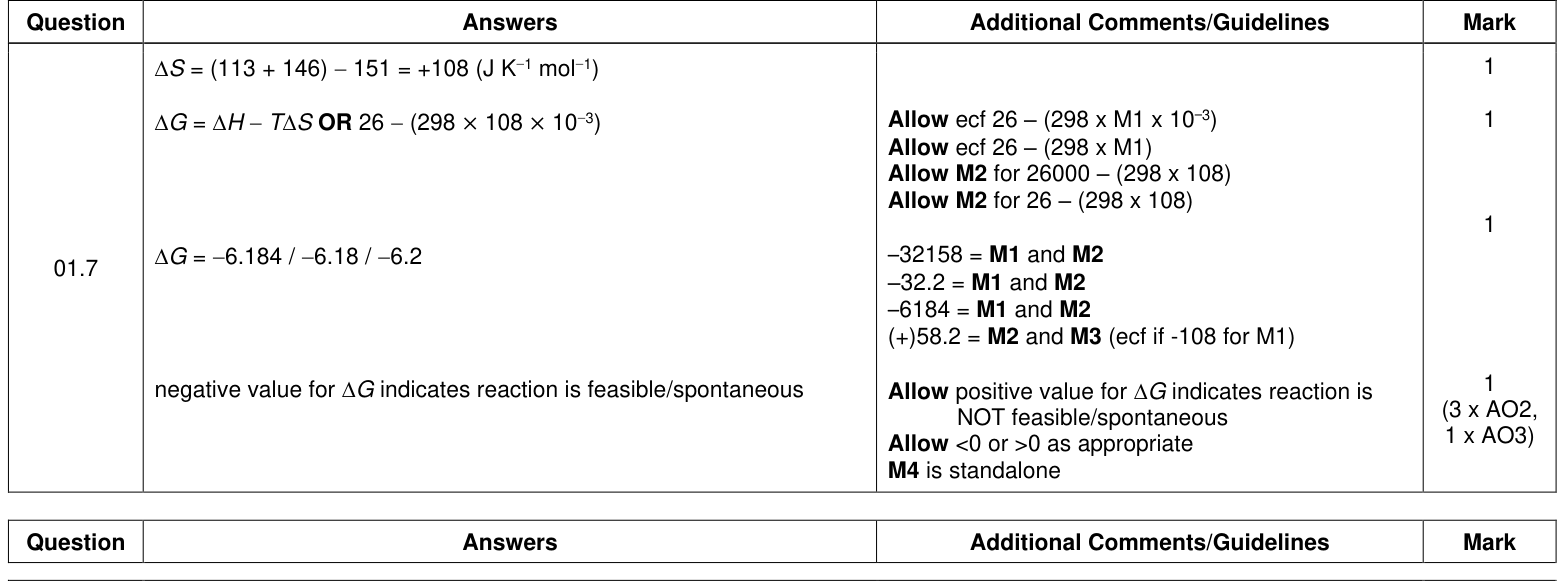 Question Answers Additional Comments/Guidelines Mark
01.7
ΔS = (113 + 146) – 151 = +108 (J K⁻¹ mol⁻¹) 1
ΔG = ΔH – TΔS OR 26 – (298 × 108 × 10⁻³) Allow ecf 26 – (298 x M1 x 10⁻³) 1
Allow ecf 26 – (298 x M1)
Allow M2 for 26000 – (298 x 108)
Allow M2 for 26 – (298 x 108)
1
ΔG = –6.184 / –6.18 / –6.2 –32158 = M1 and M2
–32.2 = M1 and M2
–6184 = M1 and M2
(+)58.2 = M2 and M3 (ecf if -108 for M1)
negative value for ΔG indicates reaction is feasible/spontaneous Allow positive value for ΔG indicates reaction is 1
NOT feasible/spontaneous (3 x AO2,
Allow <0 or >0 as appropriate 1 x AO3)
M4 is standalone
Question Answers Additional Comments/Guidelines Mark